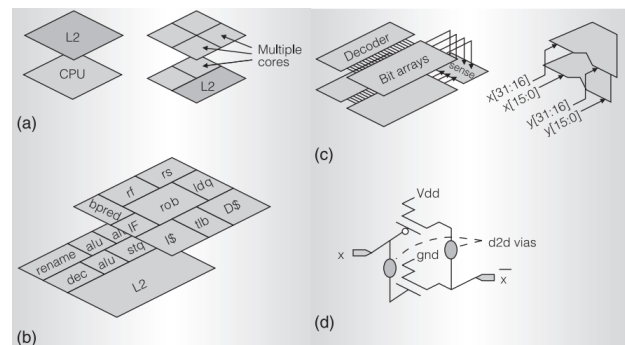 L2
CPU
Multiple
cores
L2
(a)
Decoder
Bit arrays
sense
x[31:16]
x[15:0]
y[31:16]
y[15:0]
(c)
rf
rs
bpred
rob
ldq
IF
I$
tlb
D$
rename
alu
dec
alu
stq
L2
(b)
Vdd
x
gnd
d2d vias
x
(d)